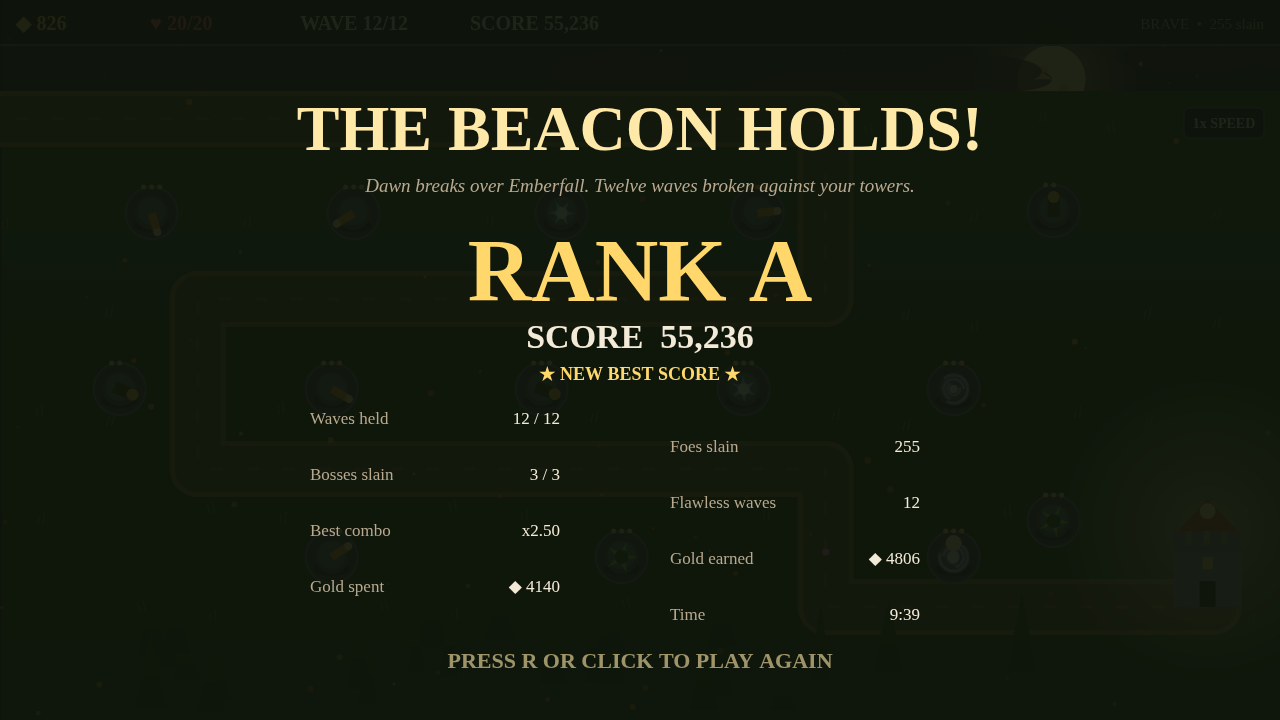 ◆ 826 ♥ 20/20 WAVE 12/12 SCORE 55,236 BRAVE • 255 slain
1x SPEED
THE BEACON HOLDS!
Dawn breaks over Emberfall. Twelve waves broken against your towers.
RANK A
SCORE 55,236
★ NEW BEST SCORE ★
Waves held 12 / 12
Foes slain 255
Bosses slain 3 / 3
Flawless waves 12
Best combo x2.50
Gold earned ◆ 4806
Gold spent ◆ 4140
Time 9:39
PRESS R OR CLICK TO PLAY AGAIN